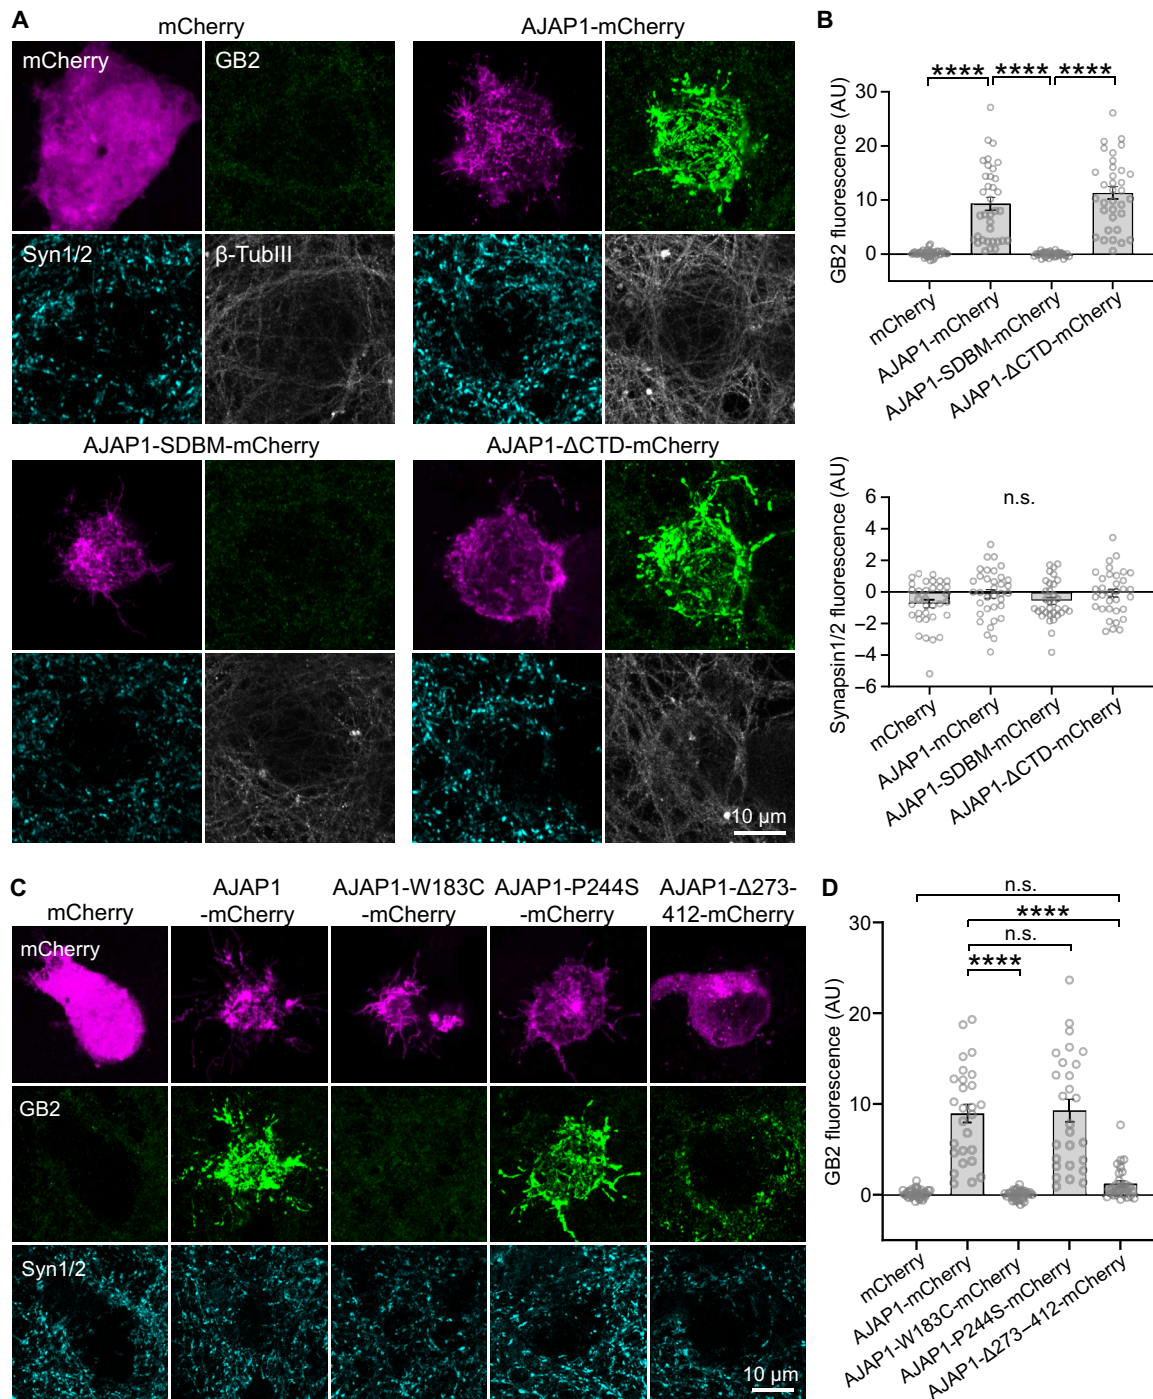 A
mCherry
AJAP1-mCherry
mCherry
GB2
Syn1/2
β-TubIII
AJAP1-SDBM-mCherry
AJAP1-ΔCTD-mCherry
10 µm
B
**** **** ****
GB2 fluorescence (AU)
30
20
10
0
mCherry
AJAP1-mCherry
AJAP1-SDBM-mCherry
AJAP1-ΔCTD-mCherry
Synapsin1/2 fluorescence (AU)
n.s.
6
4
2
0
−2
−4
−6
mCherry
AJAP1-mCherry
AJAP1-SDBM-mCherry
AJAP1-ΔCTD-mCherry
C
mCherry
AJAP1
-mCherry
AJAP1-W183C
-mCherry
AJAP1-P244S
-mCherry
AJAP1-Δ273-
412-mCherry
mCherry
GB2
Syn1/2
10 µm
D
n.s.
****
n.s.
****
GB2 fluorescence (AU)
30
20
10
0
mCherry
AJAP1-mCherry
AJAP1-W183C-mCherry
AJAP1-P244S-mCherry
AJAP1-Δ273–412-mCherry